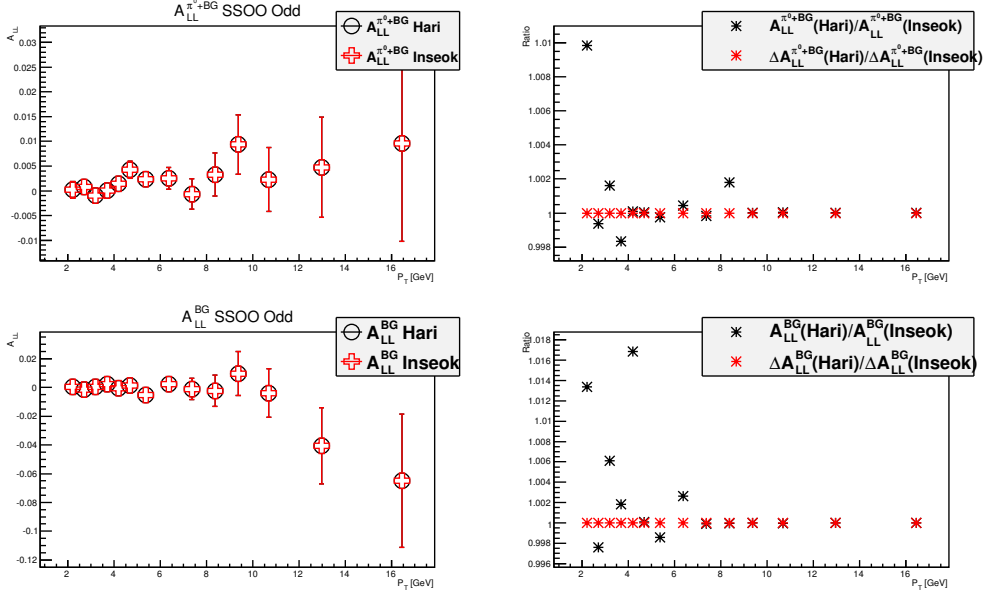 A_LL^π⁰+BG SSOO Odd
A_LL
A_LL^π⁰+BG Hari
A_LL^π⁰+BG Inseok
0.03
0.025
0.02
0.015
0.01
0.005
0
-0.005
-0.01
2 4 6 8 10 12 14 16
P_T [GeV]
Ratio
A_LL^π⁰+BG(Hari)/A_LL^π⁰+BG(Inseok)
ΔA_LL^π⁰+BG(Hari)/ΔA_LL^π⁰+BG(Inseok)
1.01
1.008
1.006
1.004
1.002
1
0.998
2 4 6 8 10 12 14 16
P_T [GeV]
A_LL^BG SSOO Odd
A_LL
A_LL^BG Hari
A_LL^BG Inseok
0.02
0
-0.02
-0.04
-0.06
-0.08
-0.1
-0.12
2 4 6 8 10 12 14 16
P_T [GeV]
Ratio
A_LL^BG(Hari)/A_LL^BG(Inseok)
ΔA_LL^BG(Hari)/ΔA_LL^BG(Inseok)
1.018
1.016
1.014
1.012
1.01
1.008
1.006
1.004
1.002
1
0.998
0.996
2 4 6 8 10 12 14 16
P_T [GeV]